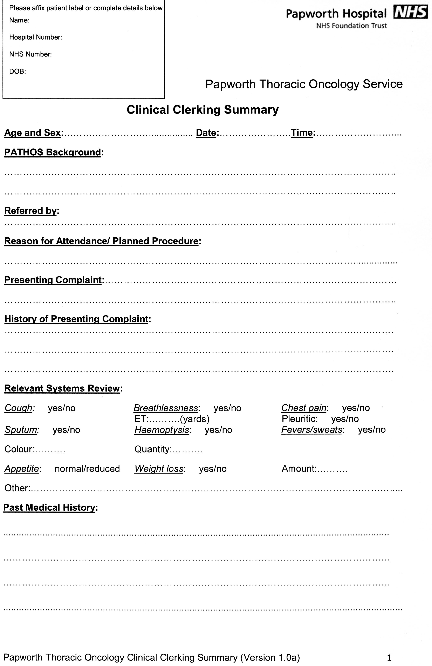 Please affix patient label or complete details below
Name:
Hospital Number:
NHS Number:
DOB:
Papworth Hospital NHS
NHS Foundation Trust
Papworth Thoracic Oncology Service
Clinical Clerking Summary
Age and Sex:............................................... Date:........................Time:..............................
PATHOS Background:
Referred by:
Reason for Attendance/ Planned Procedure:
Presenting Complaint:
History of Presenting Complaint:
Relevant Systems Review:
Cough: yes/no Breathlessness: yes/no Chest pain: yes/no
ET:..........(yards) Pleuritic: yes/no
Sputum: yes/no Haemoptysis: yes/no Fevers/sweats: yes/no
Colour:.......... Quantity:..........
Appetite: normal/reduced Weight loss: yes/no Amount:..........
Other:
Past Medical History:
Papworth Thoracic Oncology Clinical Clerking Summary (Version 1.0a) 1